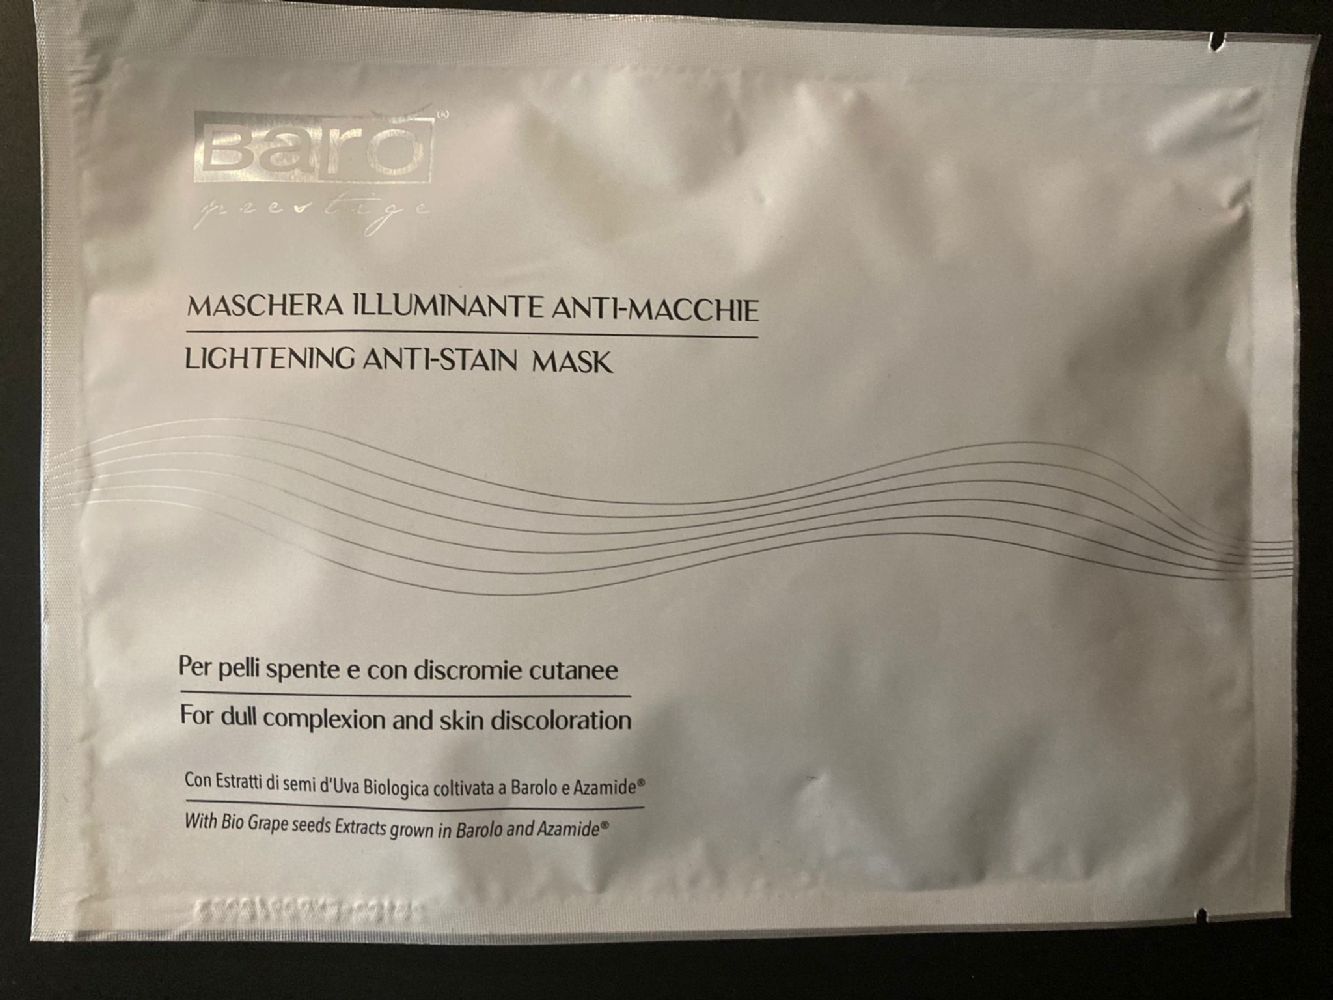 Barò
prestige
MASCHERA ILLUMINANTE ANTI-MACCHIE
LIGHTENING ANTI-STAIN MASK
Per pelli spente e con discromie cutanee
For dull complexion and skin discoloration
Con Estratti di semi d'Uva Biologica coltivata a Barolo e Azamide®
With Bio Grape seeds Extracts grown in Barolo and Azamide®